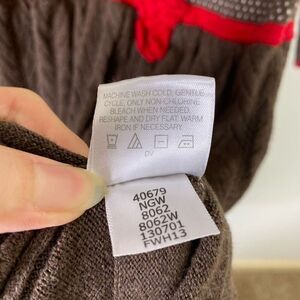 MACHINE WASH COLD, GENTLE
CYCLE, ONLY NON-CHLORINE
BLEACH WHEN NEEDED.
RESHAPE AND DRY FLAT. WARM
IRON IF NECESSARY.
DV
40679
NGW
8062
8062W
130701
FWH13